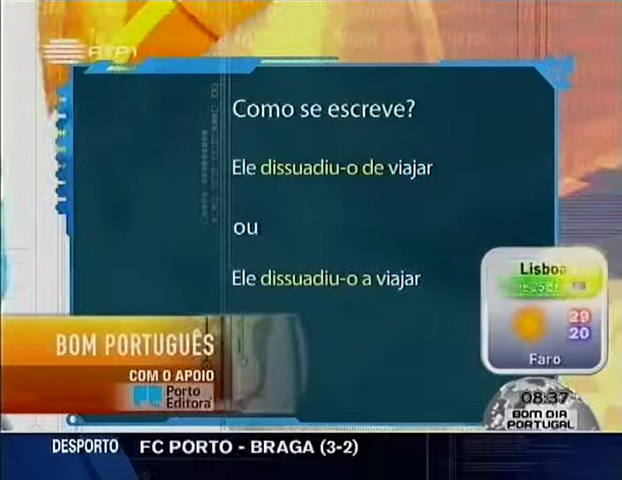 RTP1
Como se escreve?
Ele dissuadiu-o de viajar
ou
Ele dissuadiu-o a viajar
Lisboa
29
20
Faro
BOM PORTUGUÊS
COM O APOIO
Porto
Editora
08:37
BOM DIA
PORTUGAL
DESPORTO FC PORTO - BRAGA (3-2)